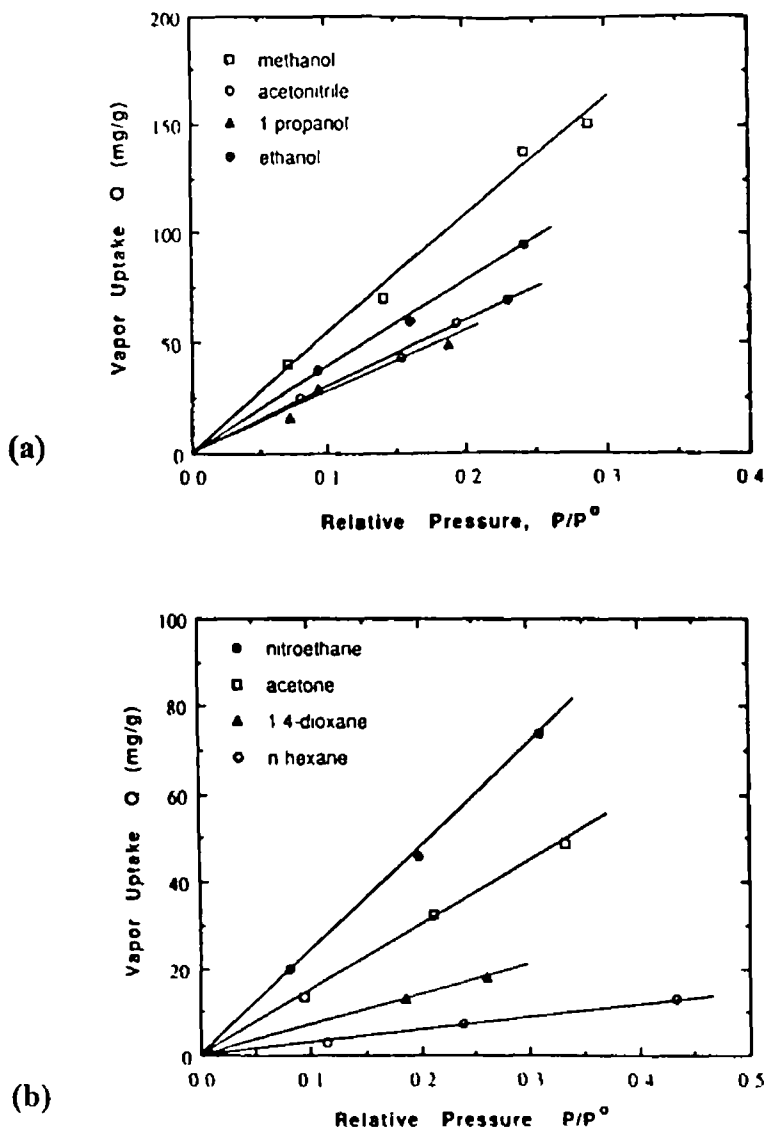 200
150
100
50
0
methanol
acetonitrile
1 propanol
ethanol
Vapor Uptake Q (mg/g)
(a)
0 0 0 1 0 2 0 3 0 4
Relative Pressure, P/P°
100
80
60
40
20
0
nitroethane
acetone
1 4-dioxane
n hexane
Vapor Uptake Q (mg/g)
(b)
0 0 0 1 0 2 0 3 0 4 0 5
Relative Pressure P/P°